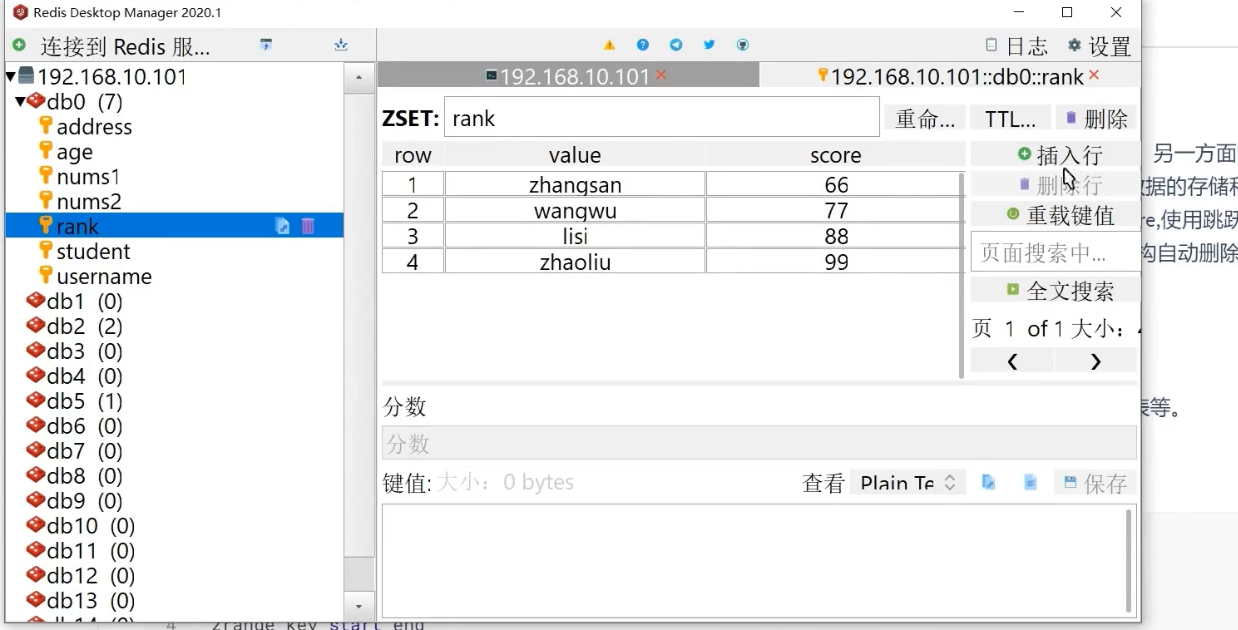 Redis Desktop Manager 2020.1
连接到 Redis 服...
日志 设置
192.168.10.101
db0 (7)
address
age
nums1
nums2
rank
student
username
db1 (0)
db2 (2)
db3 (0)
db4 (0)
db5 (1)
db6 (0)
db7 (0)
db8 (0)
db9 (0)
db10 (0)
db11 (0)
db12 (0)
db13 (0)
192.168.10.101
192.168.10.101::db0::rank
ZSET: rank 重命... TTL... 删除
row value score
1 zhangsan 66
2 wangwu 77
3 lisi 88
4 zhaoliu 99
插入行
删除行
重载键值
页面搜索中...
全文搜索
页 1 of 1 大小:
分数
分数
键值: 大小: 0 bytes 查看 Plain Te 保存
另一方面
据的存储和
re,使用跳跃
构自动删除
表等。
4 zrange key start end